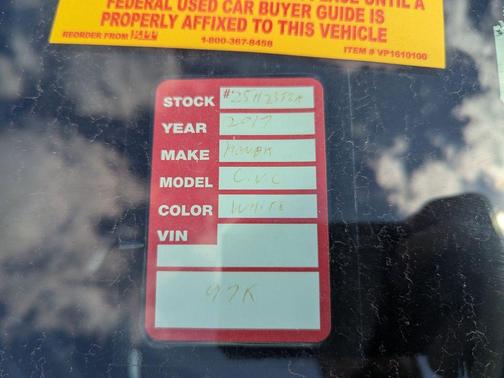 FEDERAL USED CAR BUYER GUIDE IS
PROPERLY AFFIXED TO THIS VEHICLE
REORDER FROM
1-800-367-8458
ITEM # VP1610100
STOCK
YEAR 2017
MAKE HONDA
MODEL CIVIC
COLOR WHITE
VIN
97K